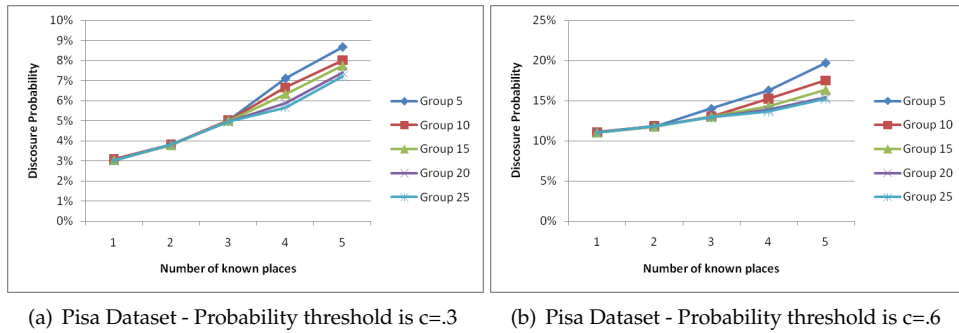 10%
9%
8%
7%
6%
5%
4%
3%
2%
1%
0%
Discosure Probability
1 2 3 4 5
Number of known places
Group 5
Group 10
Group 15
Group 20
Group 25
(a) Pisa Dataset - Probability threshold is c=.3
25%
20%
15%
10%
5%
0%
Discosure Probability
1 2 3 4 5
Number of known places
Group 5
Group 10
Group 15
Group 20
Group 25
(b) Pisa Dataset - Probability threshold is c=.6